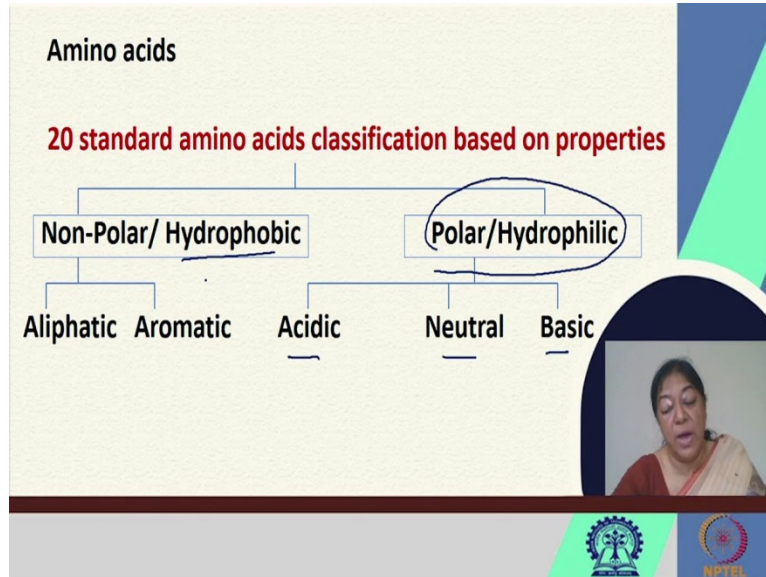 Amino acids
20 standard amino acids classification based on properties
Non-Polar/ Hydrophobic Polar/Hydrophilic
Aliphatic Aromatic Acidic Neutral Basic
NPTEL